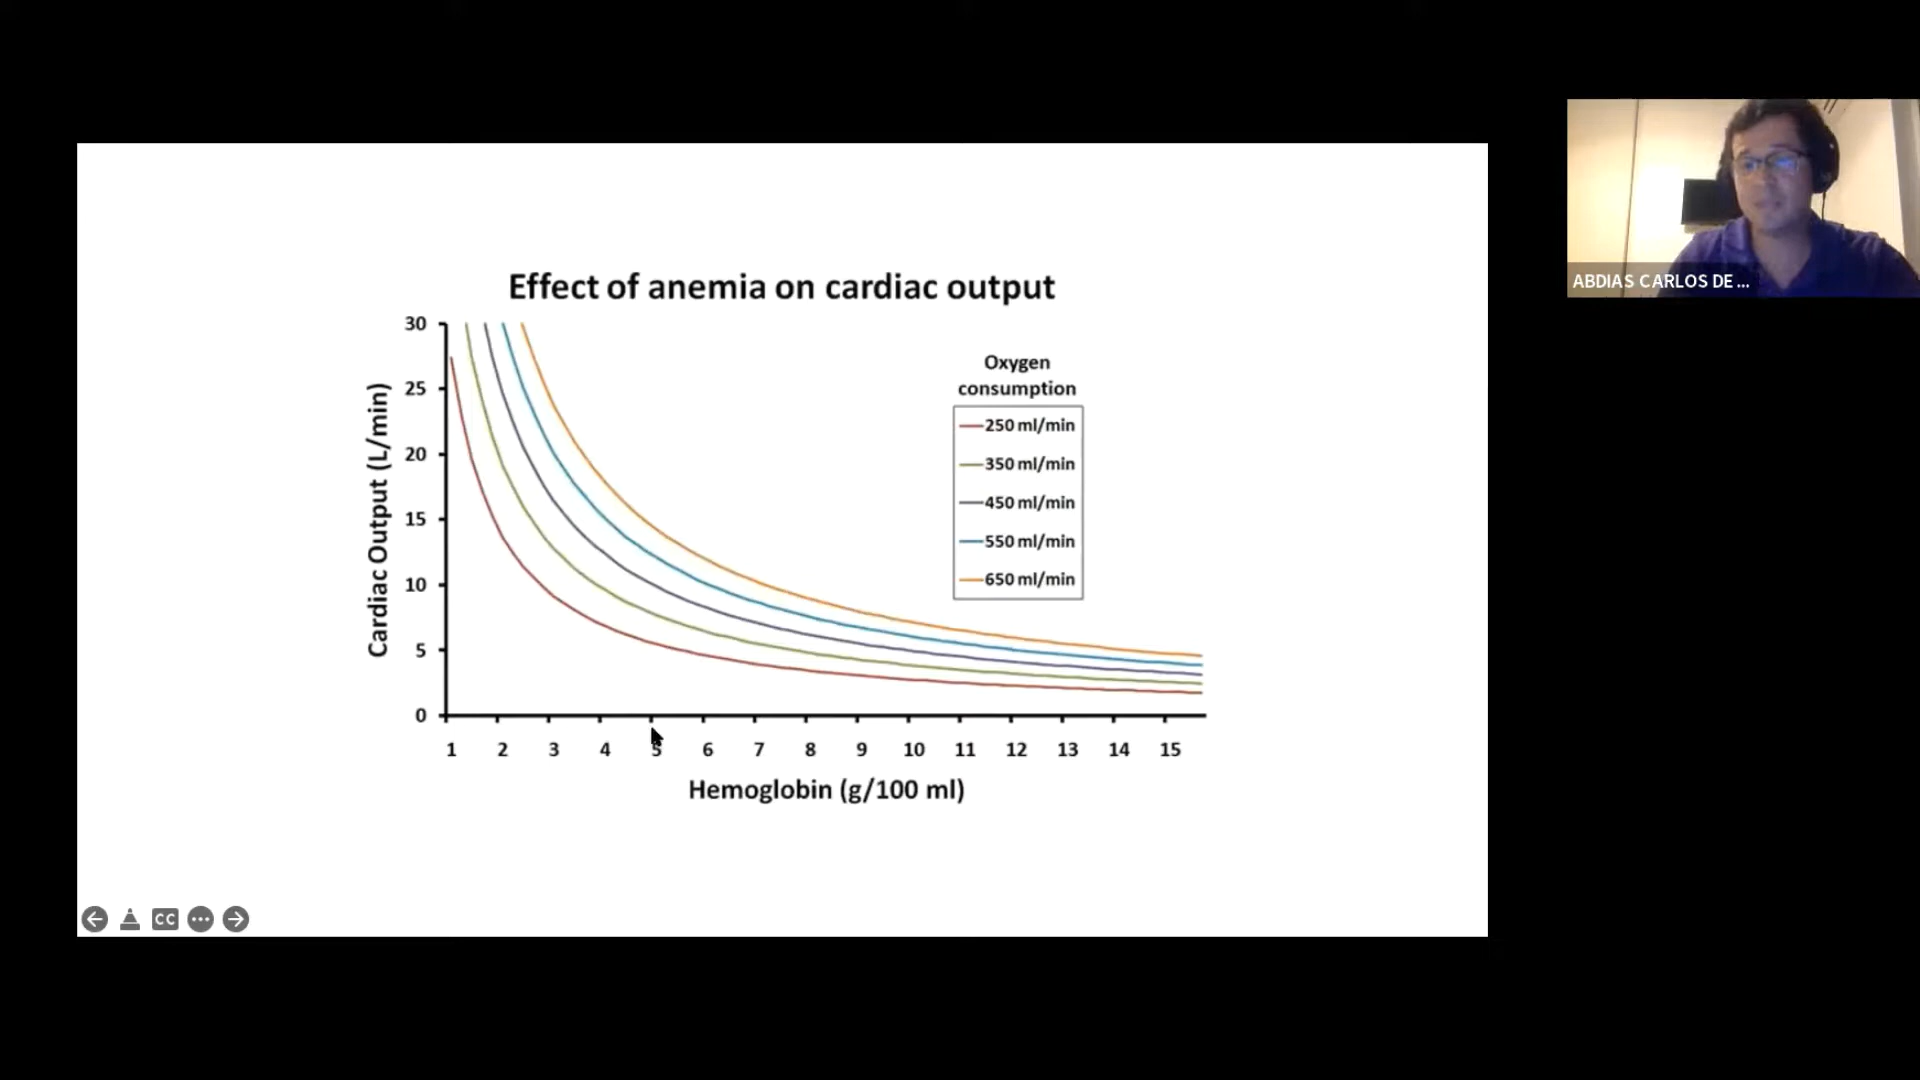 Effect of anemia on cardiac output
30
25
20
15
10
5
0
Cardiac Output (L/min)
Oxygen
consumption
250 ml/min
350 ml/min
450 ml/min
550 ml/min
650 ml/min
1 2 3 4 5 6 7 8 9 10 11 12 13 14 15
Hemoglobin (g/100 ml)
CC
ABDIAS CARLOS DE ...